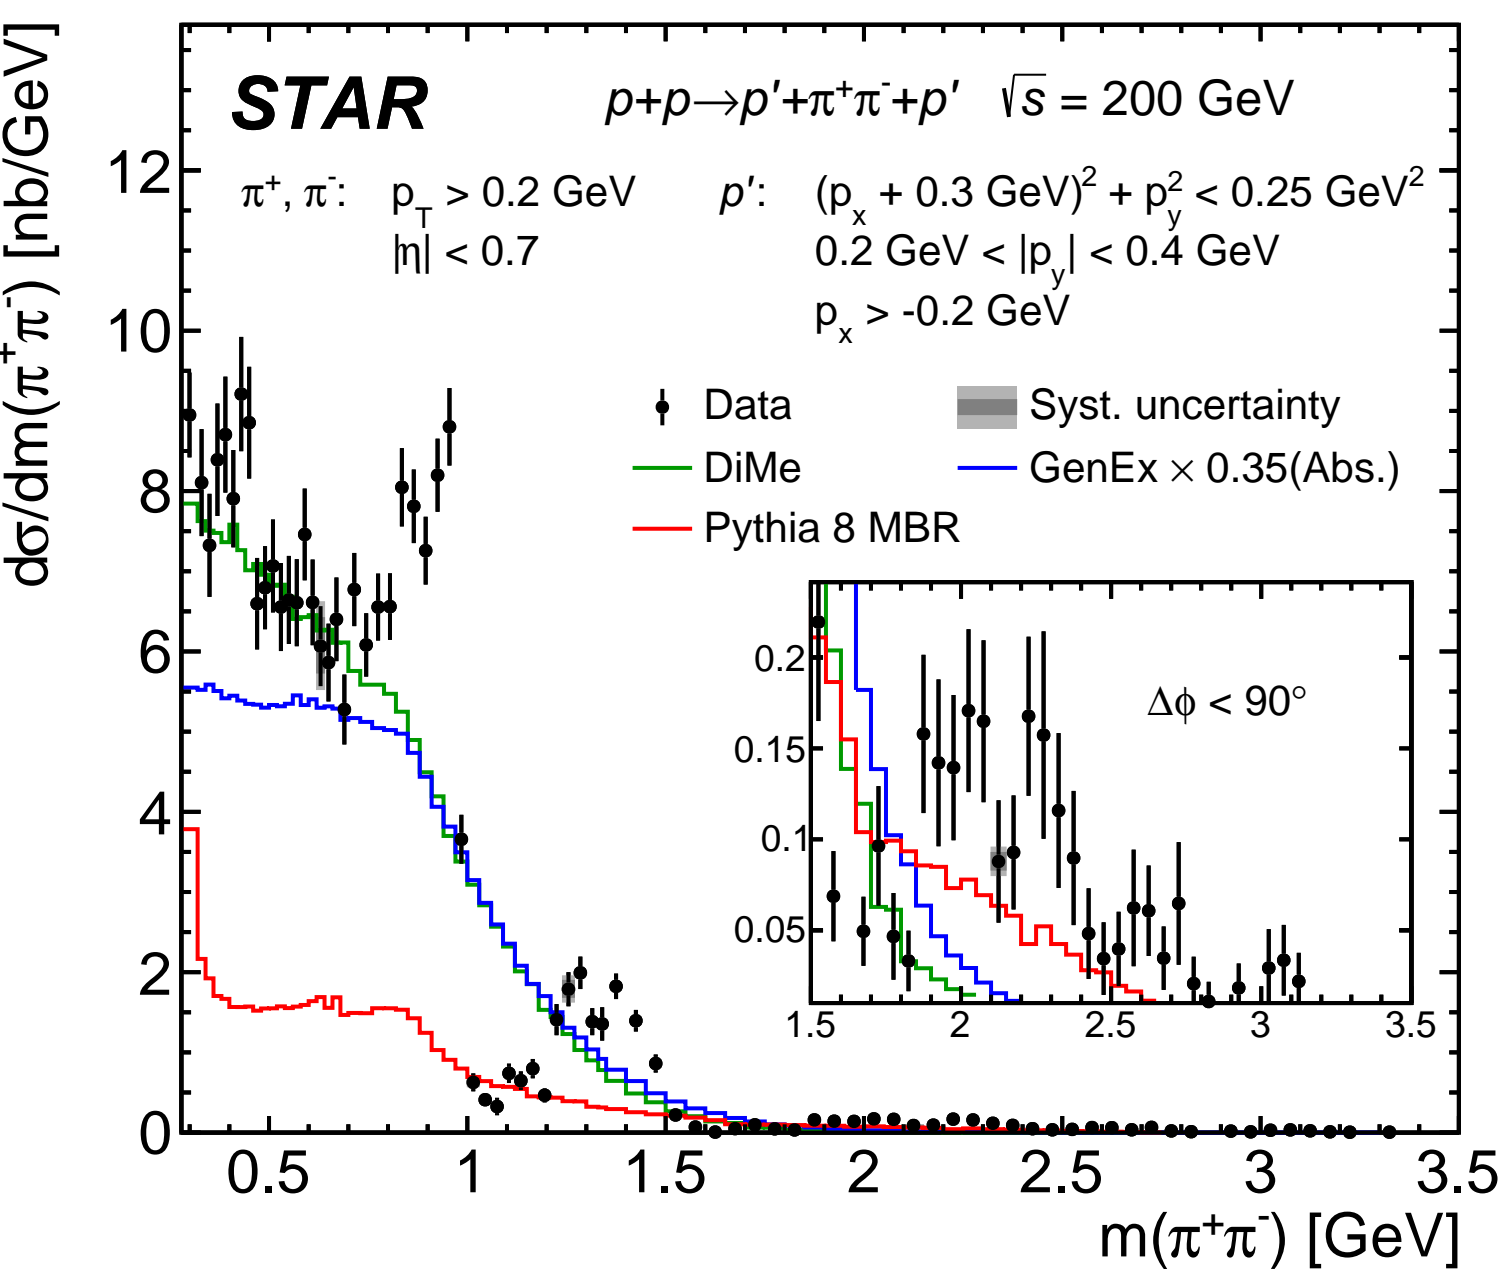 dσ/dm(π⁺π⁻) [nb/GeV]
STAR
p+p→p′+π⁺π⁻+p′ √s = 200 GeV
π⁺, π⁻: p_T > 0.2 GeV p′: (p_x + 0.3 GeV)² + p_y² < 0.25 GeV²
|η| < 0.7 0.2 GeV < |p_y| < 0.4 GeV
p_x > -0.2 GeV
Data Syst. uncertainty
DiMe GenEx × 0.35(Abs.)
Pythia 8 MBR
12
10
8
6
4
2
0
0.5 1 1.5 2 2.5 3 3.5
m(π⁺π⁻) [GeV]
Δϕ < 90°
0.2
0.15
0.1
0.05
1.5 2 2.5 3 3.5